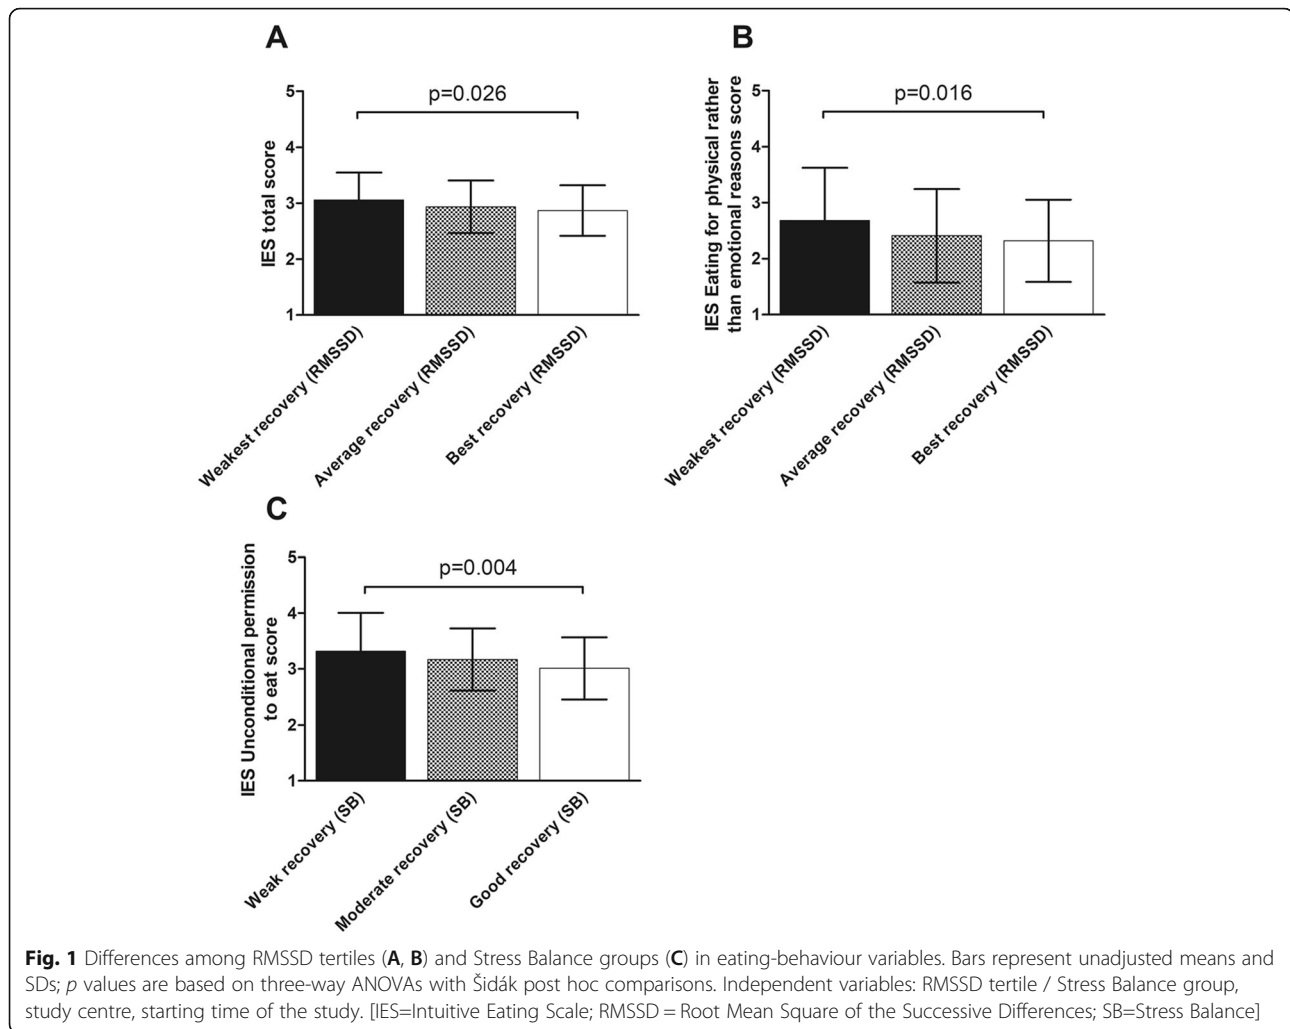 A
IES total score
5
4
3
2
1
p=0.026
Weakest recovery (RMSSD)
Average recovery (RMSSD)
Best recovery (RMSSD)
B
IES Eating for physical rather
than emotional reasons score
5
4
3
2
1
p=0.016
Weakest recovery (RMSSD)
Average recovery (RMSSD)
Best recovery (RMSSD)
C
IES Unconditional permission
to eat score
5
4
3
2
1
p=0.004
Weak recovery (SB)
Moderate recovery (SB)
Good recovery (SB)
Fig. 1 Differences among RMSSD tertiles (A, B) and Stress Balance groups (C) in eating-behaviour variables. Bars represent unadjusted means and
SDs; p values are based on three-way ANOVAs with Šidák post hoc comparisons. Independent variables: RMSSD tertile / Stress Balance group,
study centre, starting time of the study. [IES=Intuitive Eating Scale; RMSSD = Root Mean Square of the Successive Differences; SB=Stress Balance]